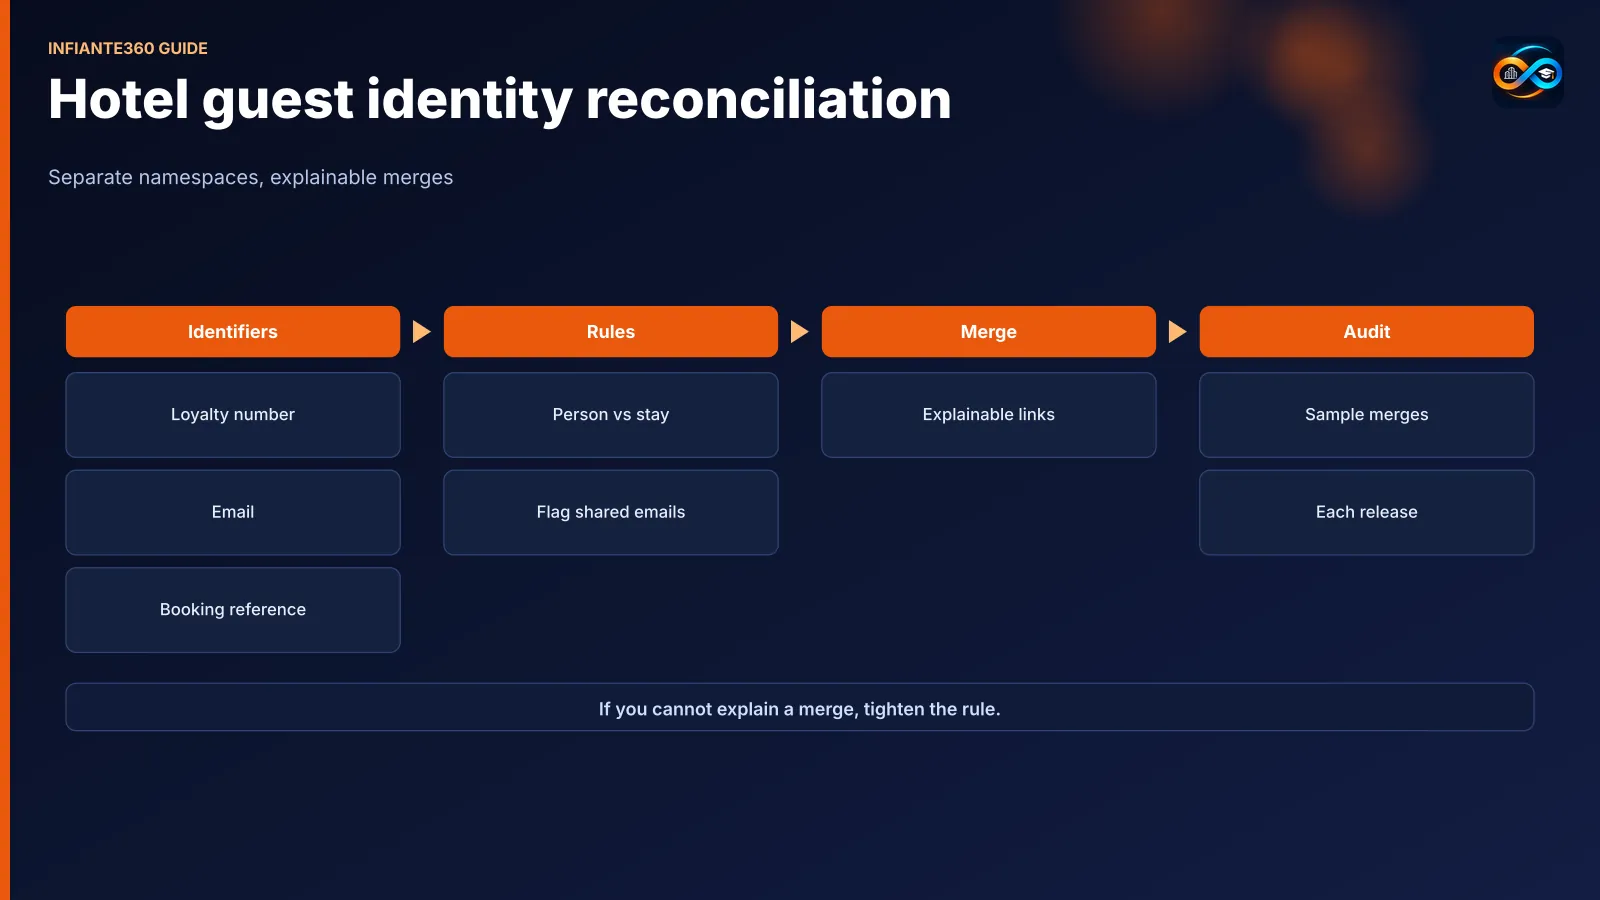 INFIANTE360 GUIDE
Hotel guest identity reconciliation
Separate namespaces, explainable merges
Identifiers
Loyalty number
Email
Booking reference
Rules
Person vs stay
Flag shared emails
Merge
Explainable links
Audit
Sample merges
Each release
If you cannot explain a merge, tighten the rule.